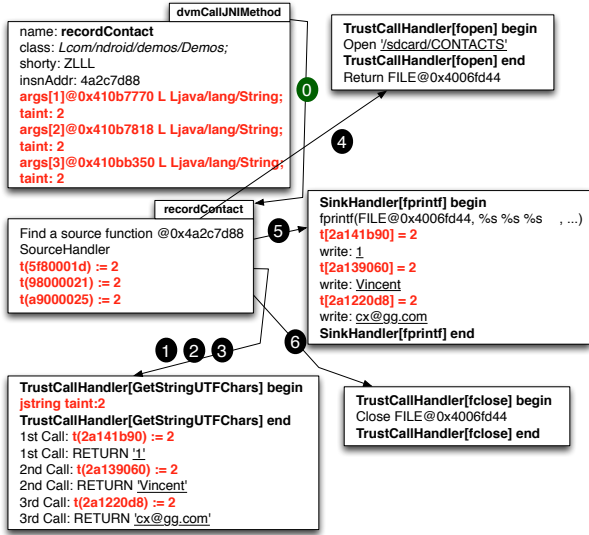 dvmCallJNIMethod
name: recordContact
class: Lcom/ndroid/demos/Demos;
shorty: ZLLL
insnAddr: 4a2c7d88
args[1]@0x410b7770 L Ljava/lang/String;
taint: 2
args[2]@0x410b7818 L Ljava/lang/String;
taint: 2
args[3]@0x410bb350 L Ljava/lang/String;
taint: 2
TrustCallHandler[fopen] begin
Open '/sdcard/CONTACTS'
TrustCallHandler[fopen] end
Return FILE@0x4006fd44
0
4
recordContact
Find a source function @0x4a2c7d88
SourceHandler
t(5f80001d) := 2
t(98000021) := 2
t(a9000025) := 2
5
SinkHandler[fprintf] begin
fprintf(FILE@0x4006fd44, %s %s %s , ...)
t[2a141b90] = 2
write: 1
t[2a139060] = 2
write: Vincent
t[2a1220d8] = 2
write: cx@gg.com
SinkHandler[fprintf] end
1 2 3
6
TrustCallHandler[GetStringUTFChars] begin
jstring taint:2
TrustCallHandler[GetStringUTFChars] end
1st Call: t(2a141b90) := 2
1st Call: RETURN '1'
2nd Call: t(2a139060) := 2
2nd Call: RETURN 'Vincent'
3rd Call: t(2a1220d8) := 2
3rd Call: RETURN 'cx@gg.com'
TrustCallHandler[fclose] begin
Close FILE@0x4006fd44
TrustCallHandler[fclose] end